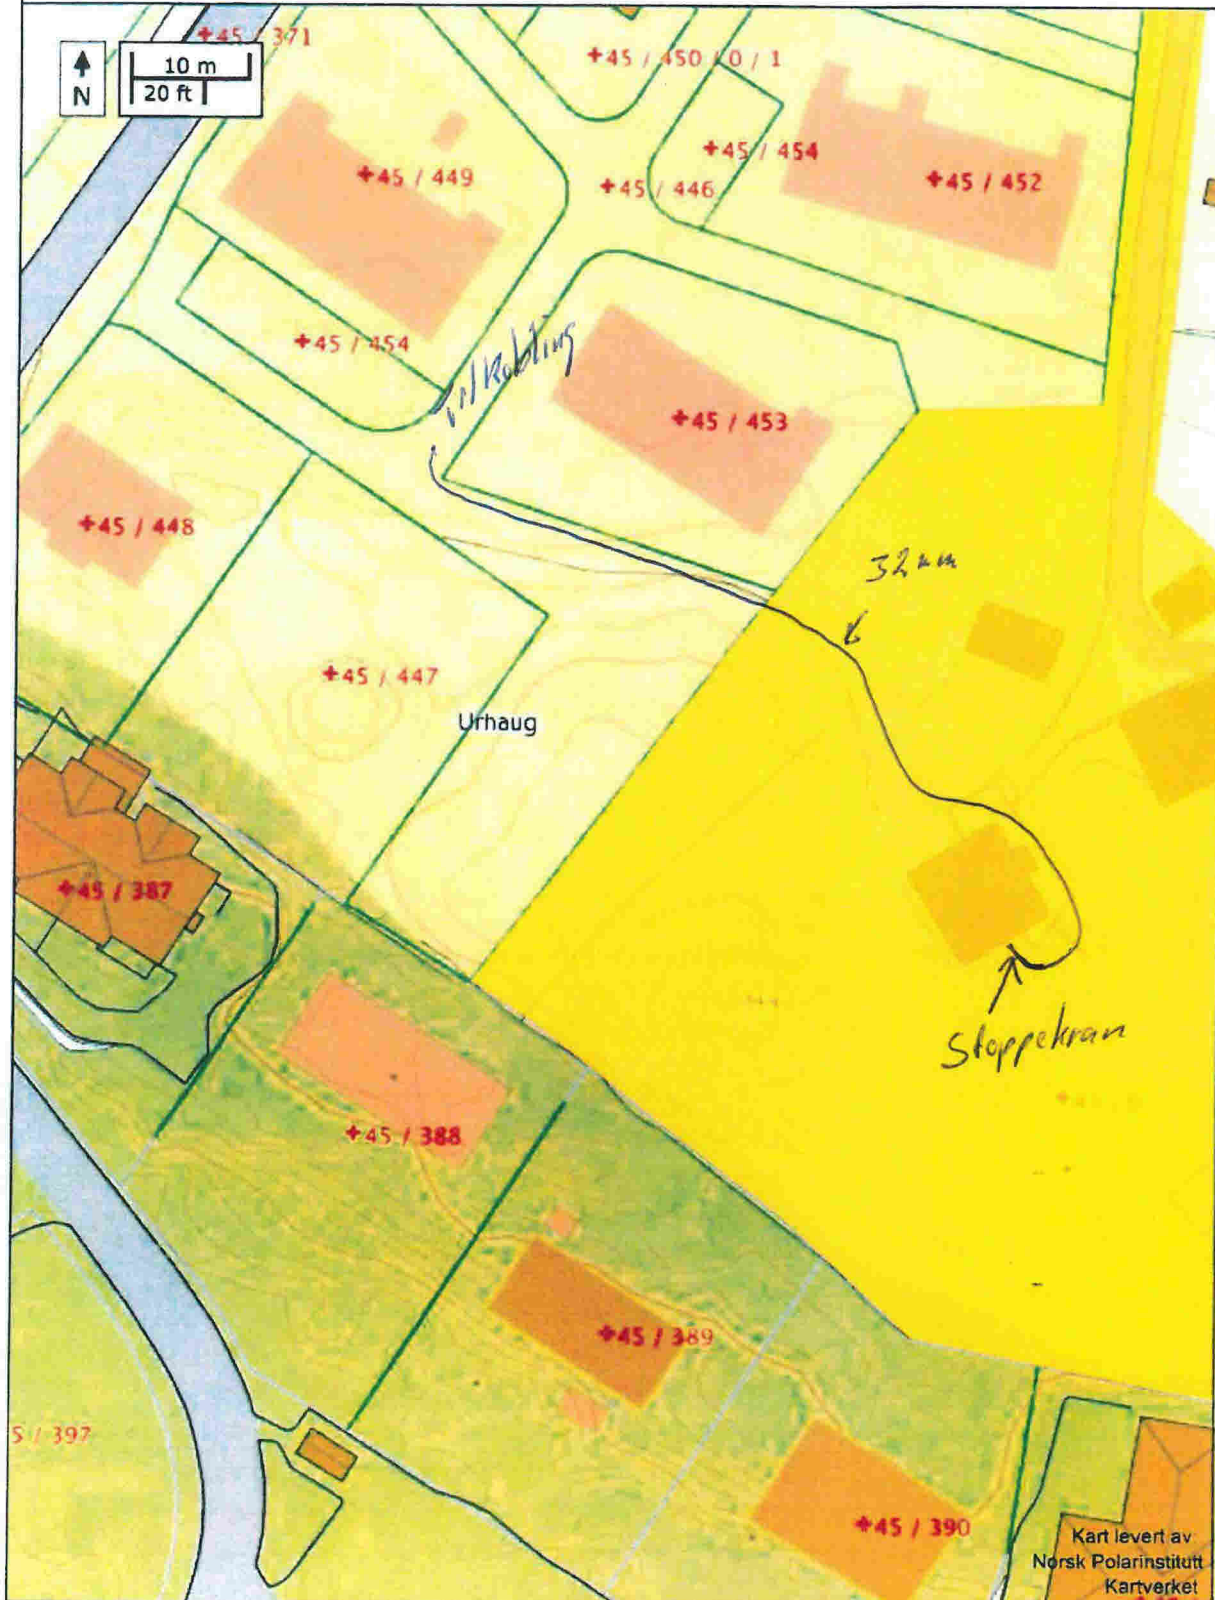 +45 / 371
10 m
20 ft
N
+45 / 450 / 0 / 1
+45 / 449
+45 / 454
+45 / 446
+45 / 452
+45 / 454
tilkobling
+45 / 453
+45 / 448
32mm
+45 / 447
Urhaug
+45 / 387
Stoppekran
+45 / 388
+45 / 389
5 / 397
+45 / 390
Kart levert av
Norsk Polarinstitutt
Kartverket